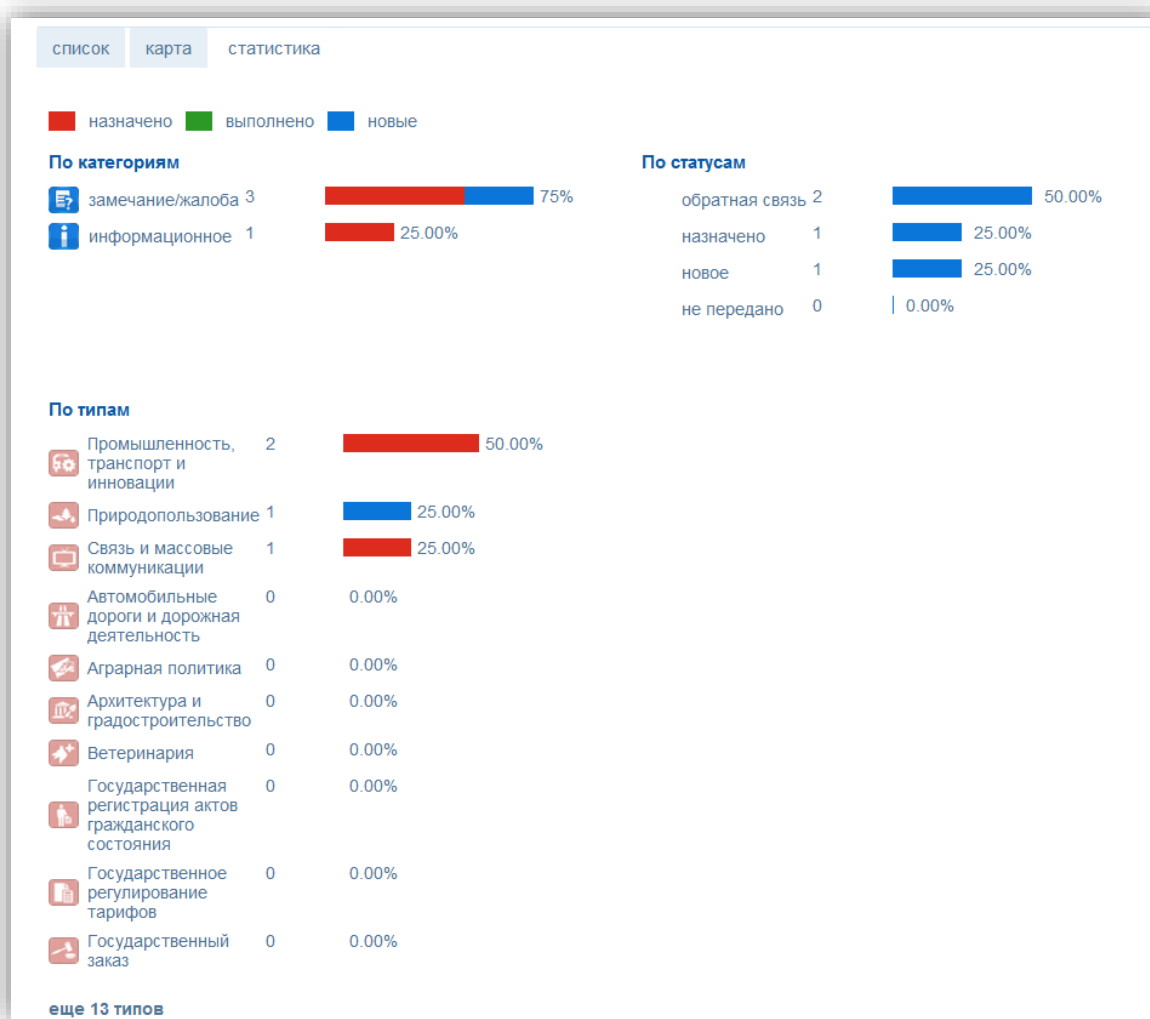 список карта статистика
назначено выполнено новые
По категориям
замечание/жалоба 3 75%
информационное 1 25.00%
По статусам
обратная связь 2 50.00%
назначено 1 25.00%
новое 1 25.00%
не передано 0 0.00%
По типам
Промышленность, 2 50.00%
транспорт и
инновации
Природопользование 1 25.00%
Связь и массовые 1 25.00%
коммуникации
Автомобильные 0 0.00%
дороги и дорожная
деятельность
Аграрная политика 0 0.00%
Архитектура и 0 0.00%
градостроительство
Ветеринария 0 0.00%
Государственная 0 0.00%
регистрация актов
гражданского
состояния
Государственное 0 0.00%
регулирование
тарифов
Государственный 0 0.00%
заказ
еще 13 типов